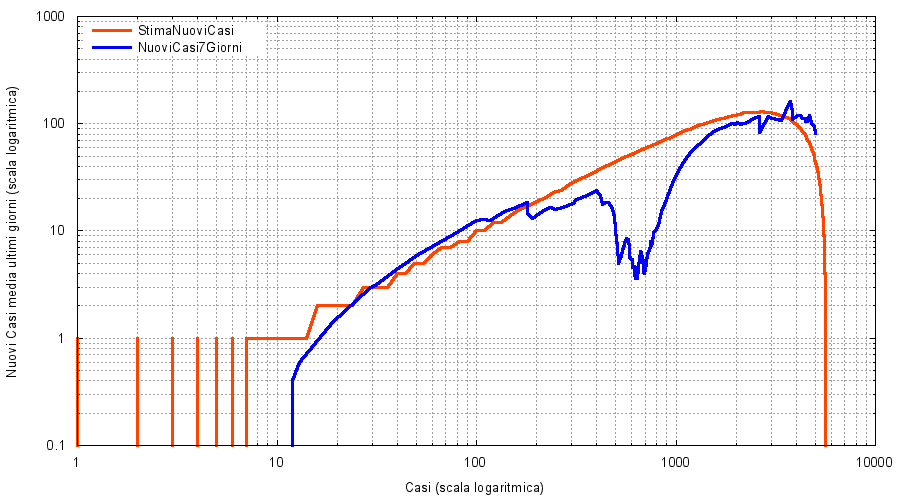 1000
StimaNuoviCasi
NuoviCasi7Giorni
100
10
1
0.1
Nuovi Casi media ultimi giorni (scala logaritmica)
1
10
100
1000
10000
Casi (scala logaritmica)